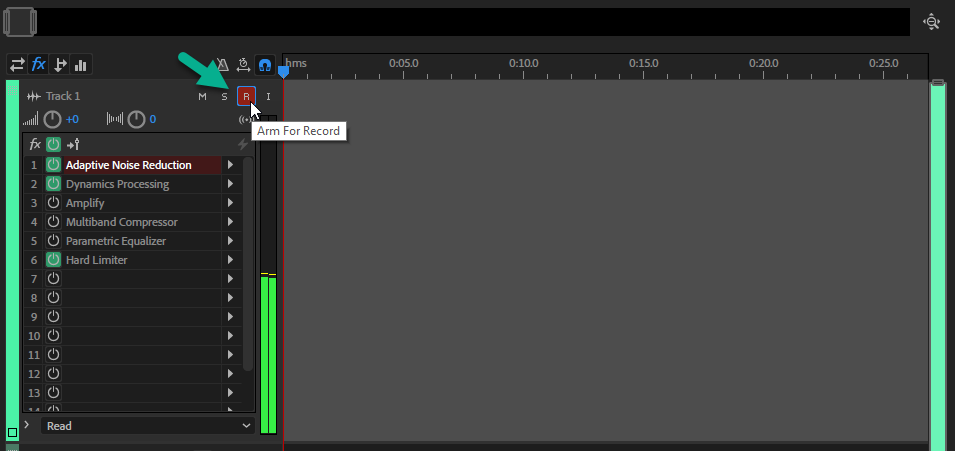 fx
hms 0:05.0 0:10.0 0:15.0 0:20.0 0:25.0
Track 1 M S R I
+0 0
Arm For Record
fx
1 Adaptive Noise Reduction
2 Dynamics Processing
3 Amplify
4 Multiband Compressor
5 Parametric Equalizer
6 Hard Limiter
7
8
9
10
11
12
13
14
Read